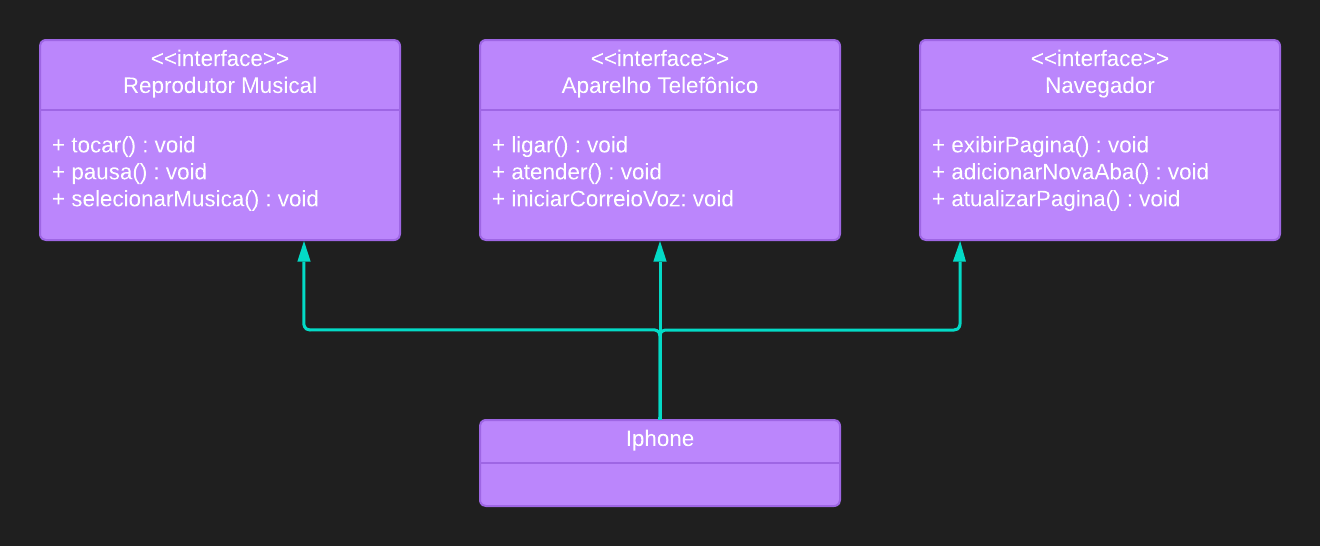 <<interface>>
Reprodutor Musical
+ tocar() : void
+ pausa() : void
+ selecionarMusica() : void
<<interface>>
Aparelho Telefônico
+ ligar() : void
+ atender() : void
+ iniciarCorreioVoz: void
<<interface>>
Navegador
+ exibirPagina() : void
+ adicionarNovaAba() : void
+ atualizarPagina() : void
Iphone